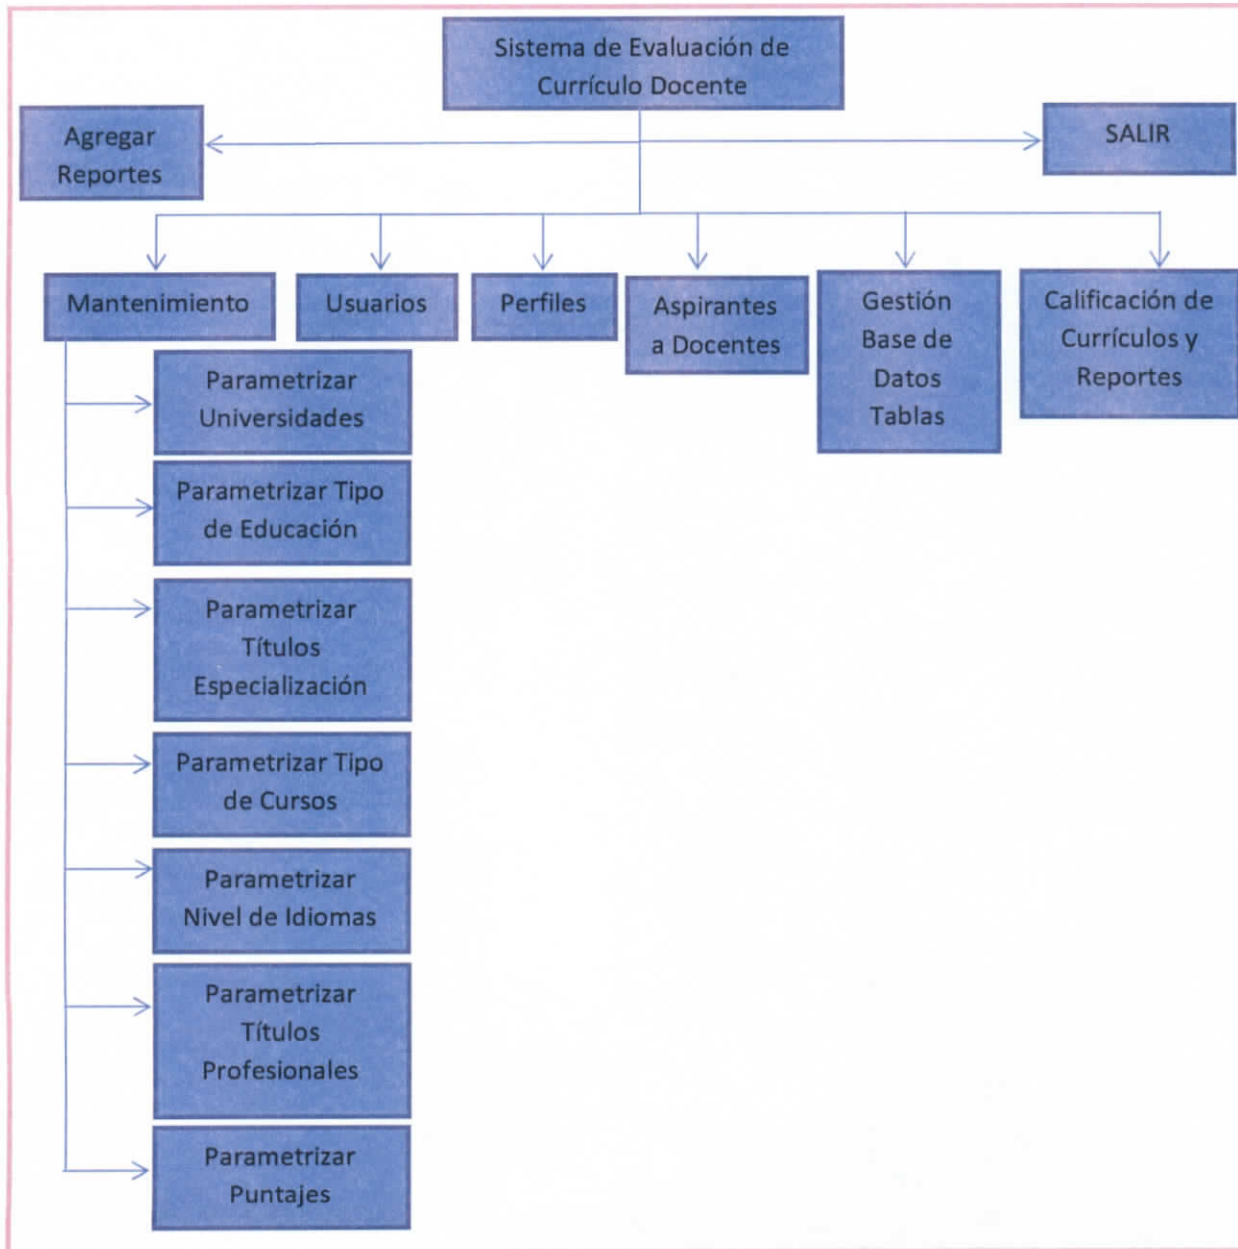 Sistema de Evaluación de
Currículo Docente
Agregar
Reportes
SALIR
Mantenimiento
Usuarios
Perfiles
Aspirantes
a Docentes
Gestión
Base de
Datos
Tablas
Calificación de
Currículos y
Reportes
Parametrizar
Universidades
Parametrizar Tipo
de Educación
Parametrizar
Títulos
Especialización
Parametrizar Tipo
de Cursos
Parametrizar
Nivel de Idiomas
Parametrizar
Títulos
Profesionales
Parametrizar
Puntajes